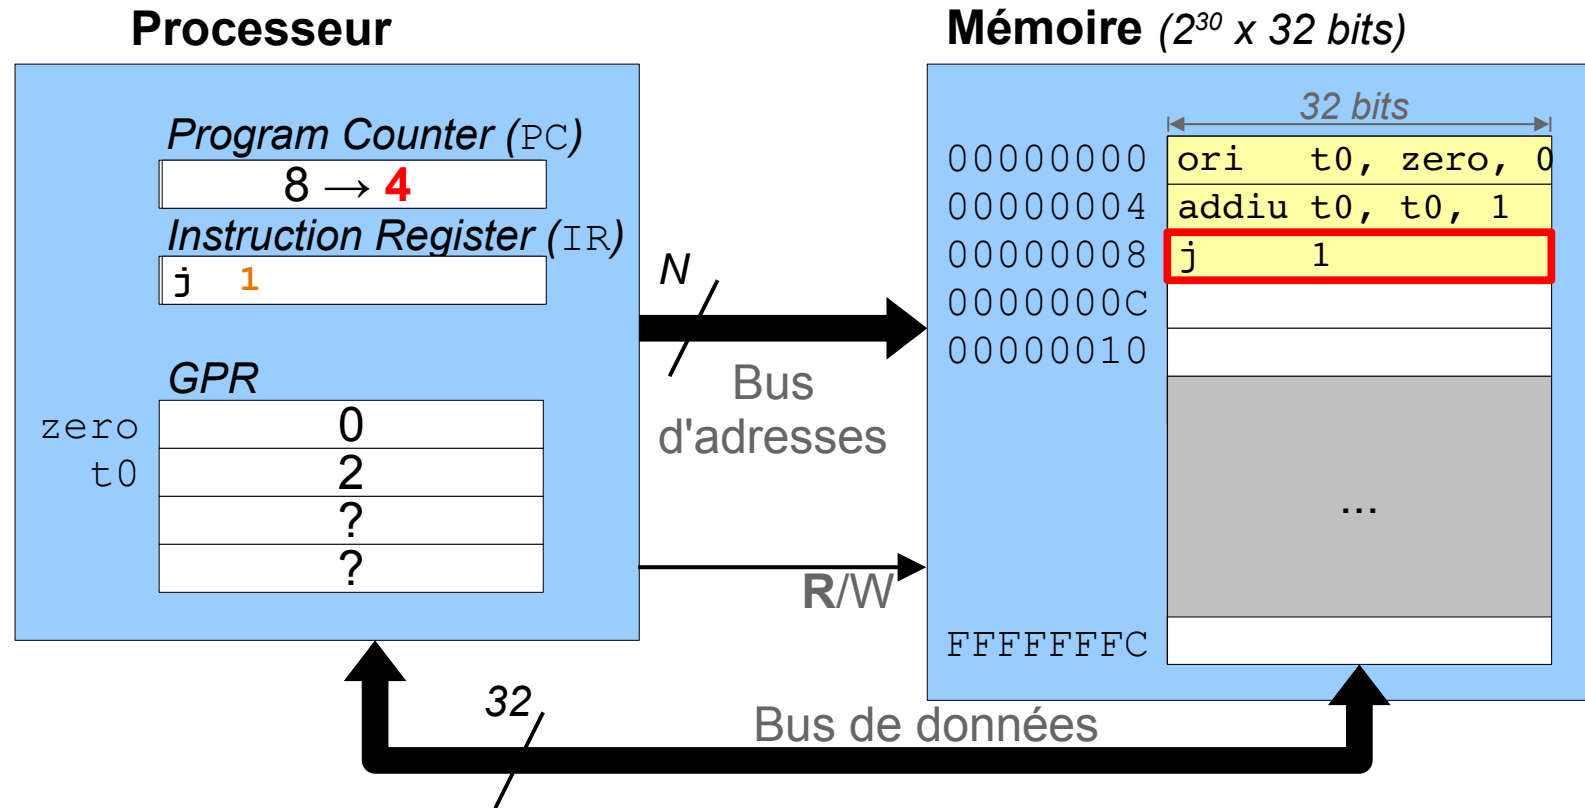 Processeur
Program Counter (PC)
8 → 4
Instruction Register (IR)
j 1
GPR
zero 0
t0 2
?
?
N
Bus
d'adresses
R/W
Mémoire (2³⁰ x 32 bits)
32 bits
00000000 ori t0, zero, 0
00000004 addiu t0, t0, 1
00000008 j 1
0000000C
00000010
...
FFFFFFFC
32
Bus de données